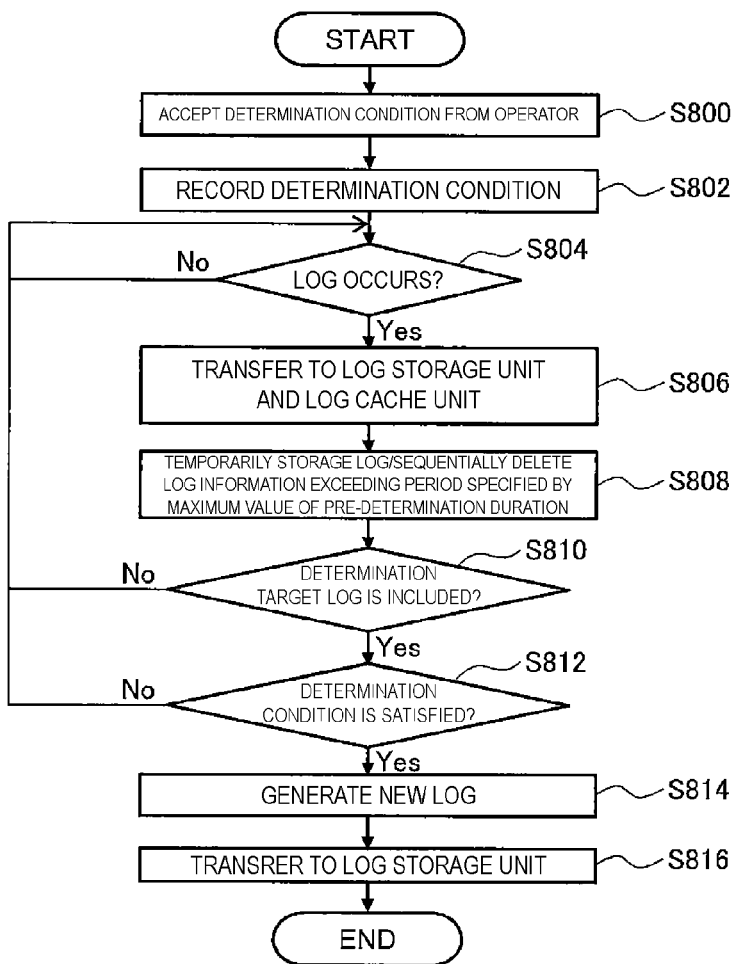 START
ACCEPT DETERMINATION CONDITION FROM OPERATOR
S800
RECORD DETERMINATION CONDITION
S802
S804
No
LOG OCCURS?
Yes
TRANSFER TO LOG STORAGE UNIT
AND LOG CACHE UNIT
S806
TEMPORARILY STORAGE LOG/SEQUENTIALLY DELETE
LOG INFORMATION EXCEEDING PERIOD SPECIFIED BY
MAXIMUM VALUE OF PRE-DETERMINATION DURATION
S808
S810
No
DETERMINATION
TARGET LOG IS INCLUDED?
Yes
S812
No
DETERMINATION
CONDITION IS SATISFIED?
Yes
GENERATE NEW LOG
S814
TRANSRER TO LOG STORAGE UNIT
S816
END